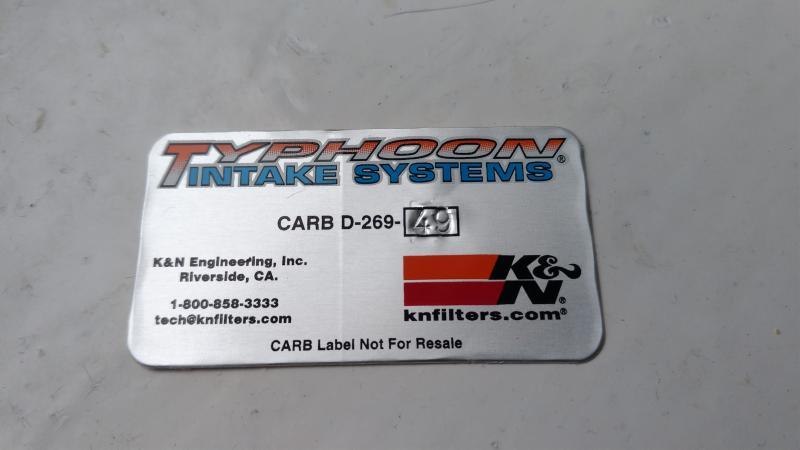 TYPHOON®
INTAKE SYSTEMS
CARB D-269-49
K&N Engineering, Inc.
Riverside, CA.
1-800-858-3333
tech@knfilters.com
K&N®
knfilters.com®
CARB Label Not For Resale